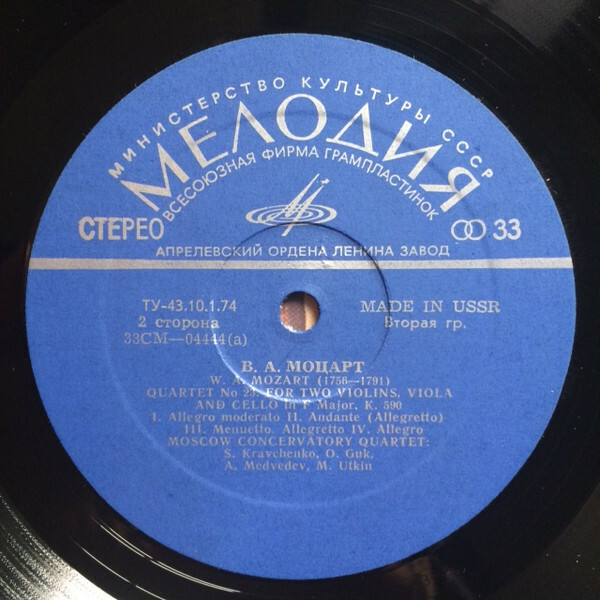 МИНИСТЕРСТВО КУЛЬТУРЫ СССР
МЕЛОДИЯ
ВСЕСОЮЗНАЯ ФИРМА ГРАМПЛАСТИНОК
СТЕРЕО
33
АПРЕЛЕВСКИЙ ОРДЕНА ЛЕНИНА ЗАВОД
ТУ-43.10.1.74
MADE IN USSR
2 сторона
Вторая гр.
33СМ—04444(а)
В. А. МОЦАРТ
W. A. MOZART (1756—1791)
QUARTET No 23, FOR TWO VIOLINS, VIOLA
AND CELLO in F Major, K. 590
I. Allegro moderato II. Andante (Allegretto)
III. Menuetto. Allegretto IV. Allegro
MOSCOW CONCERVATORY QUARTET:
S. Kravchenko, O. Guk,
A. Medvedev, M. Utkin